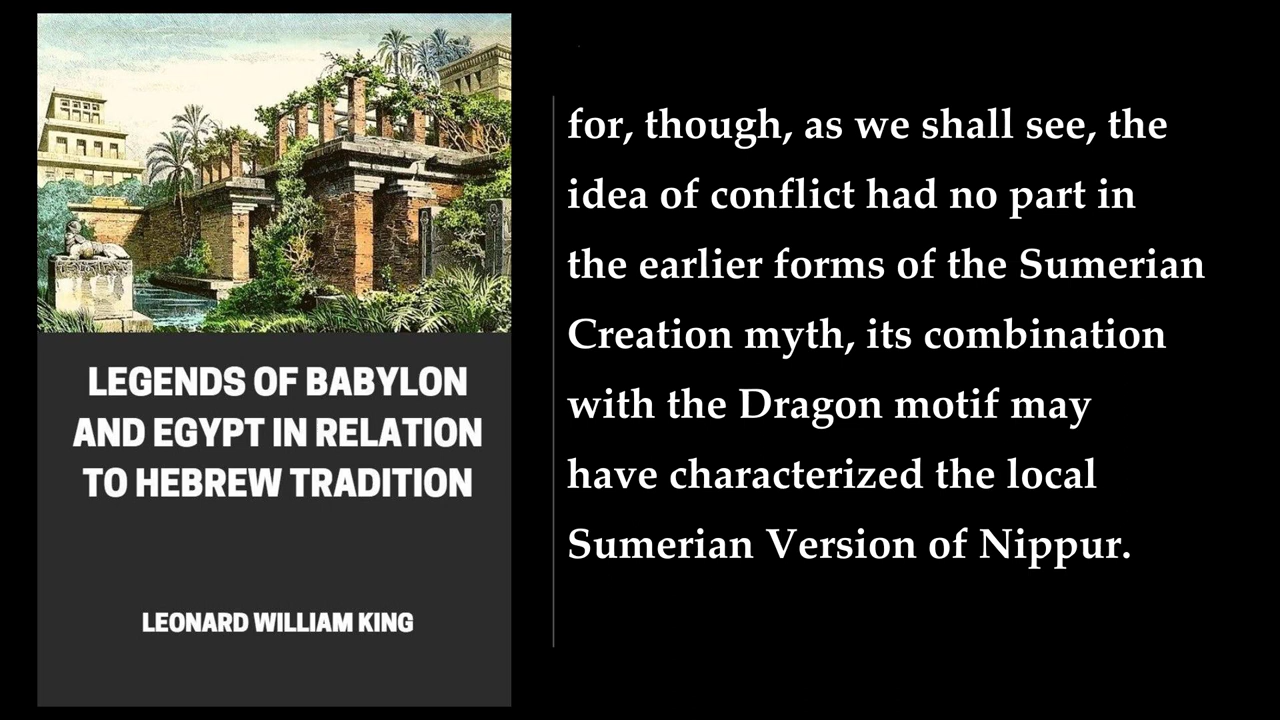 LEGENDS OF BABYLON
AND EGYPT IN RELATION
TO HEBREW TRADITION
LEONARD WILLIAM KING
for, though, as we shall see, the
idea of conflict had no part in
the earlier forms of the Sumerian
Creation myth, its combination
with the Dragon motif may
have characterized the local
Sumerian Version of Nippur.